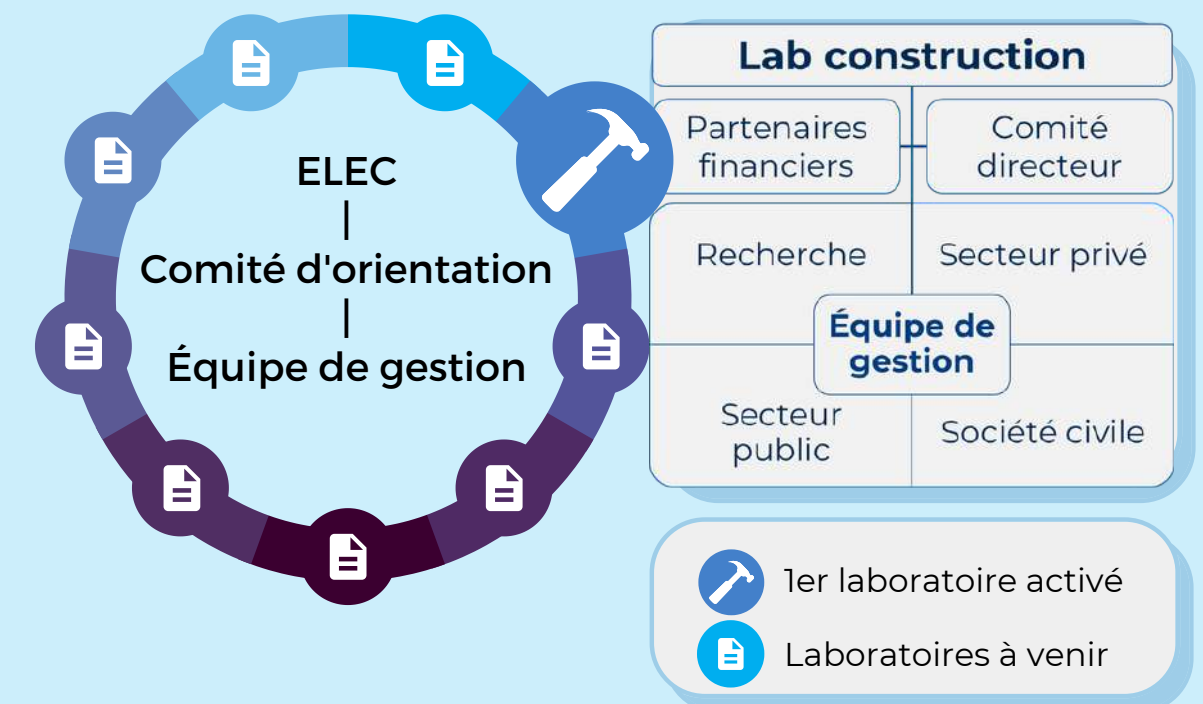 ELEC
|
Comité d'orientation
|
Équipe de gestion
Lab construction
Partenaires
financiers
Comité
directeur
Recherche
Secteur privé
Équipe de
gestion
Secteur
public
Société civile
1er laboratoire activé
Laboratoires à venir